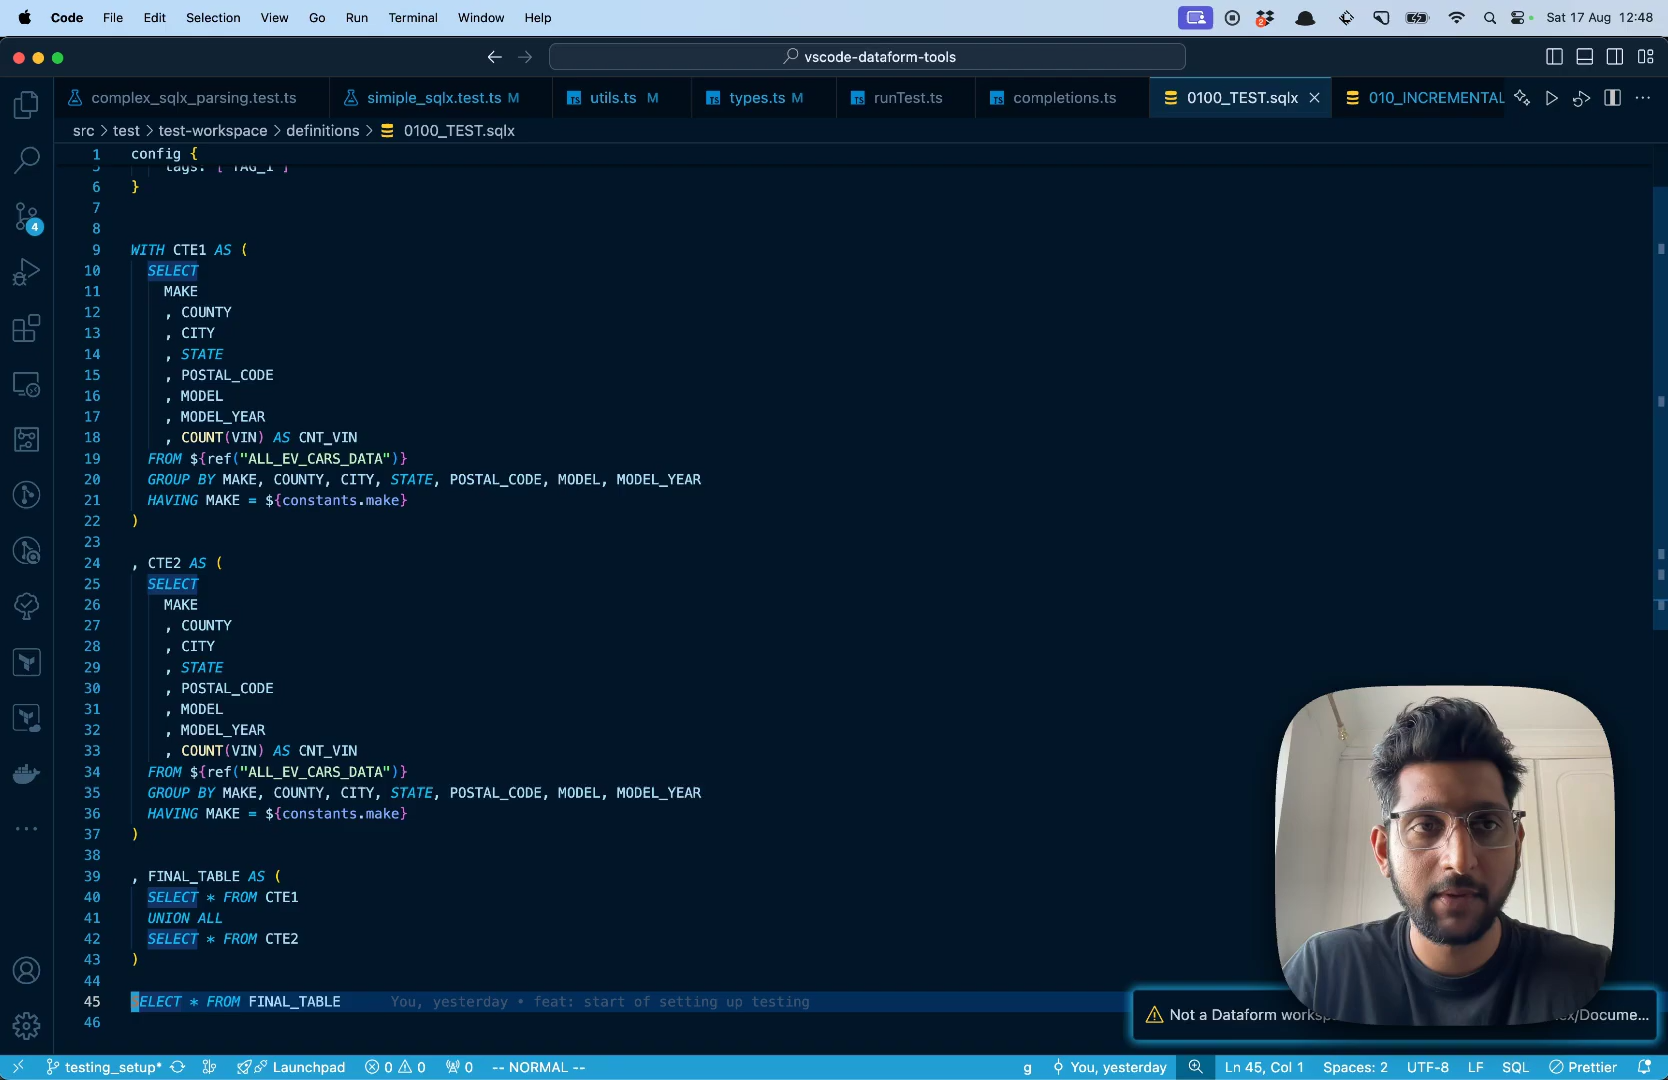 Code File Edit Selection View Go Run Terminal Window Help 2 Sat 17 Aug 12:48
vscode-dataform-tools
complex_sqlx_parsing.test.ts simiple_sqlx.test.ts M utils.ts M types.ts M runTest.ts completions.ts 0100_TEST.sqlx 010_INCREMENTAL
src > test > test-workspace > definitions > 0100_TEST.sqlx
1 config {
5 tags: ["TAG_1"]
6 }
7
8
9 WITH CTE1 AS (
10 SELECT
11 MAKE
12 , COUNTY
13 , CITY
14 , STATE
15 , POSTAL_CODE
16 , MODEL
17 , MODEL_YEAR
18 , COUNT(VIN) AS CNT_VIN
19 FROM ${ref("ALL_EV_CARS_DATA")}
20 GROUP BY MAKE, COUNTY, CITY, STATE, POSTAL_CODE, MODEL, MODEL_YEAR
21 HAVING MAKE = ${constants.make}
22 )
23
24 , CTE2 AS (
25 SELECT
26 MAKE
27 , COUNTY
28 , CITY
29 , STATE
30 , POSTAL_CODE
31 , MODEL
32 , MODEL_YEAR
33 , COUNT(VIN) AS CNT_VIN
34 FROM ${ref("ALL_EV_CARS_DATA")}
35 GROUP BY MAKE, COUNTY, CITY, STATE, POSTAL_CODE, MODEL, MODEL_YEAR
36 HAVING MAKE = ${constants.make}
37 )
38
39 , FINAL_TABLE AS (
40 SELECT * FROM CTE1
41 UNION ALL
42 SELECT * FROM CTE2
43 )
44
45 SELECT * FROM FINAL_TABLE You, yesterday • feat: start of setting up testing
46
4
Not a Dataform worksp ex/Docume...
testing_setup* Launchpad 0 0 0 -- NORMAL -- g You, yesterday Ln 45, Col 1 Spaces: 2 UTF-8 LF SQL Prettier